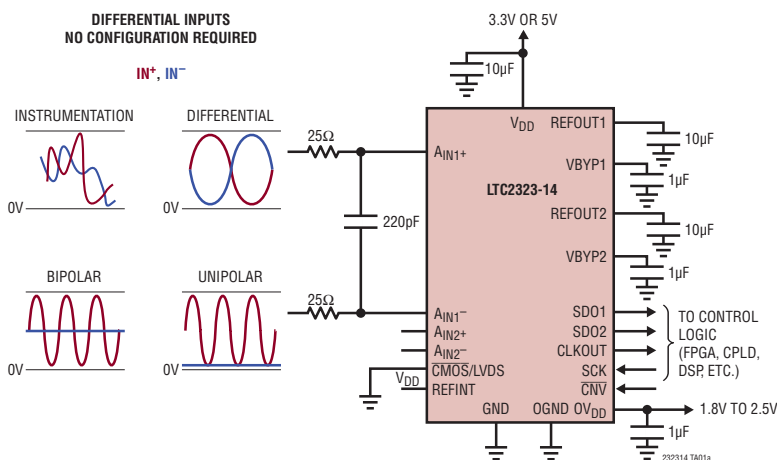 DIFFERENTIAL INPUTS
NO CONFIGURATION REQUIRED
IN+, IN−
INSTRUMENTATION
DIFFERENTIAL
0V
0V
BIPOLAR
UNIPOLAR
0V
0V
25Ω
220pF
25Ω
3.3V OR 5V
10µF
VDD
AIN1+
LTC2323-14
REFOUT1
10µF
VBYP1
1µF
REFOUT2
10µF
VBYP2
1µF
AIN1−
AIN2+
AIN2−
CMOS/LVDS
VDD
REFINT
SDO1
SDO2
CLKOUT
SCK
CNV
TO CONTROL
LOGIC
(FPGA, CPLD,
DSP, ETC.)
GND
OGND
OVDD
1.8V TO 2.5V
1µF
232314 TA01a